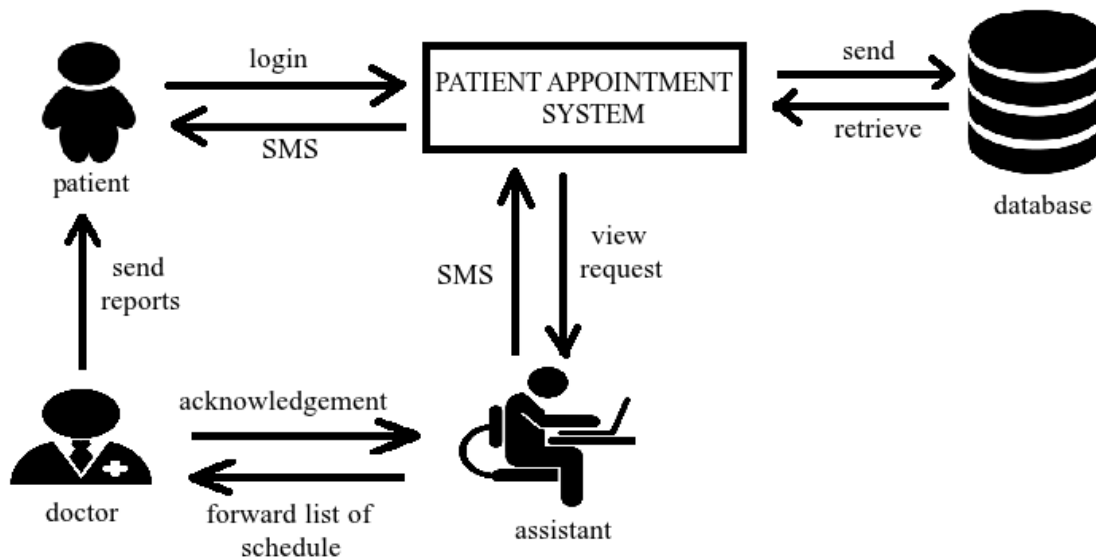 login
PATIENT APPOINTMENT
SYSTEM
send
SMS
retrieve
patient
database
send
reports
SMS
view
request
acknowledgement
doctor
forward list of
schedule
assistant